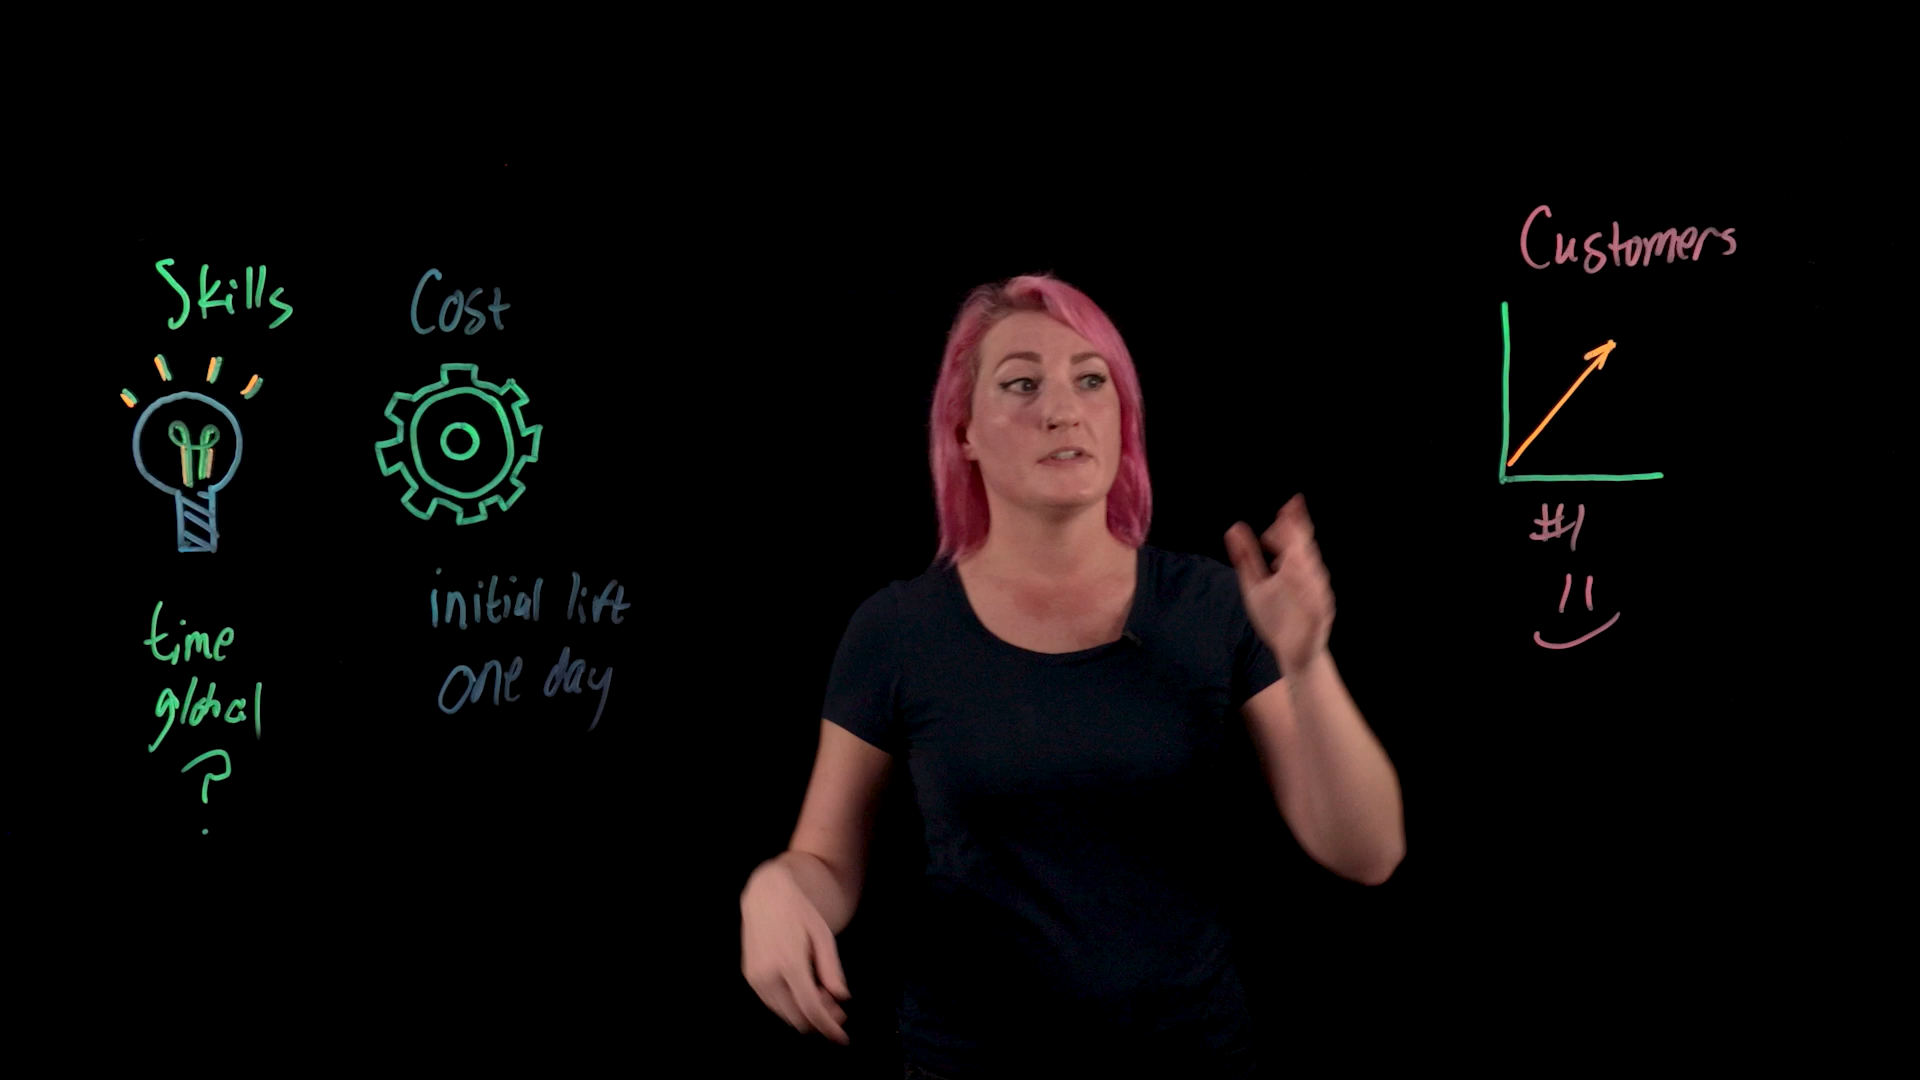 Skills
time
global
?
Cost
initial lift
one day
Customers
#1